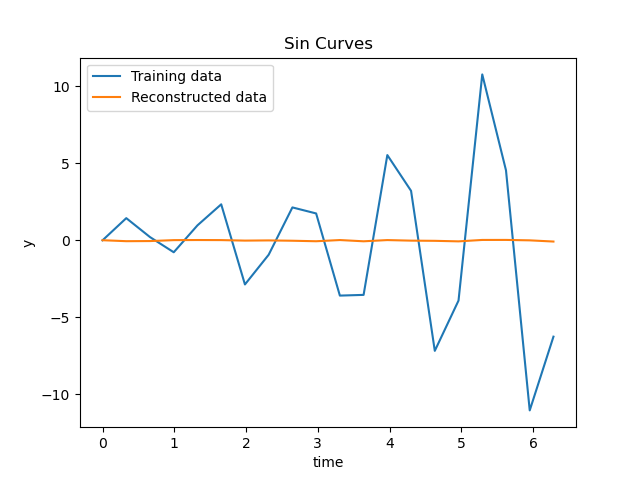 Sin Curves
Training data
Reconstructed data
10
5
0
−5
−10
y
0 1 2 3 4 5 6
time